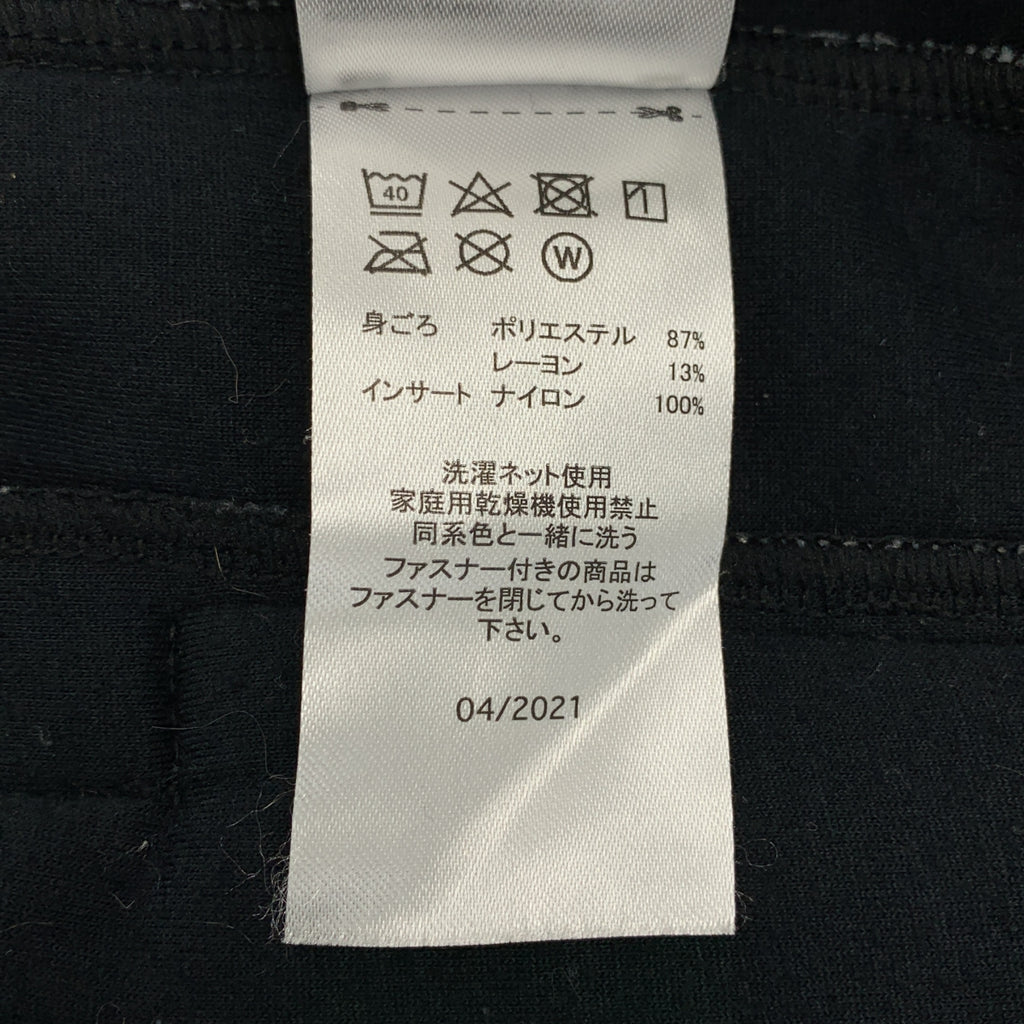 40
W
身ごろ ポリエステル 87%
レーヨン 13%
インサート ナイロン 100%
洗濯ネット使用
家庭用乾燥機使用禁止
同系色と一緒に洗う
ファスナー付きの商品は
ファスナーを閉じてから洗って
下さい。
04/2021